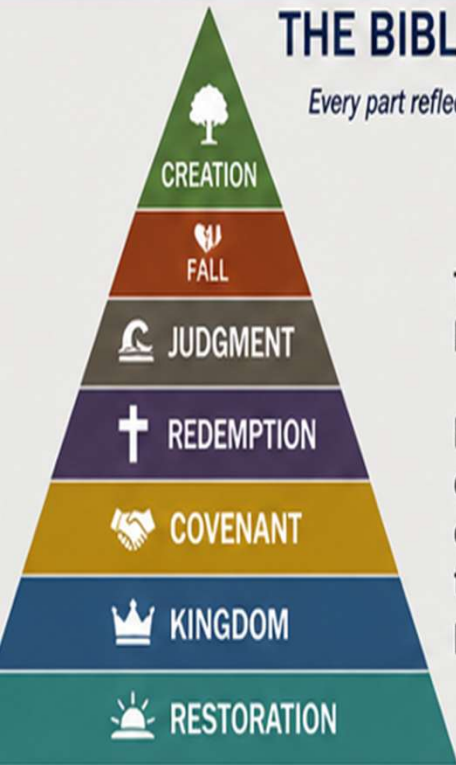 THE BIBL
Every part refle
CREATION
FALL
JUDGMENT
REDEMPTION
COVENANT
KINGDOM
RESTORATION